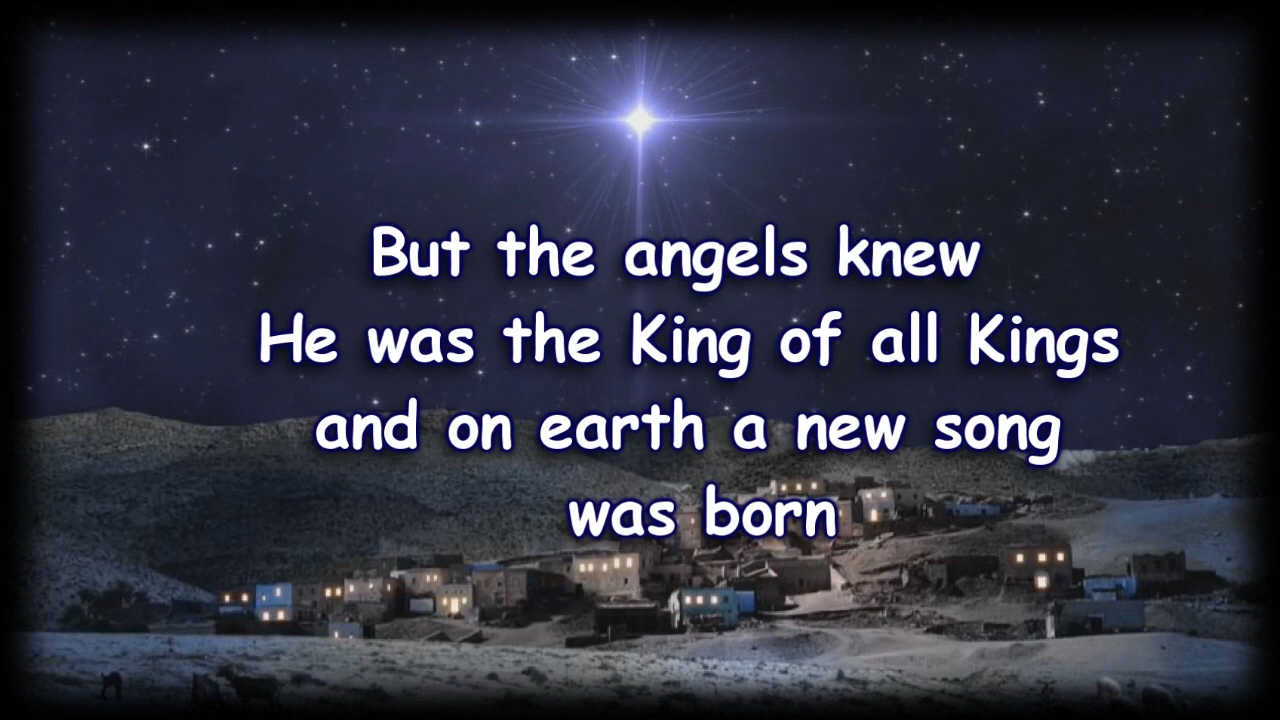 But the angels knew
He was the King of all Kings
and on earth a new song
was born